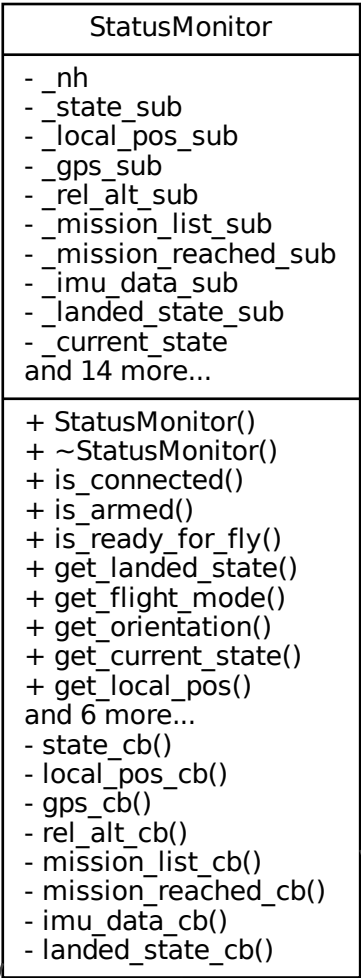 StatusMonitor
- _nh
- _state_sub
- _local_pos_sub
- _gps_sub
- _rel_alt_sub
- _mission_list_sub
- _mission_reached_sub
- _imu_data_sub
- _landed_state_sub
- _current_state
and 14 more...
+ StatusMonitor()
+ ~StatusMonitor()
+ is_connected()
+ is_armed()
+ is_ready_for_fly()
+ get_landed_state()
+ get_flight_mode()
+ get_orientation()
+ get_current_state()
+ get_local_pos()
and 6 more...
- state_cb()
- local_pos_cb()
- gps_cb()
- rel_alt_cb()
- mission_list_cb()
- mission_reached_cb()
- imu_data_cb()
- landed_state_cb()